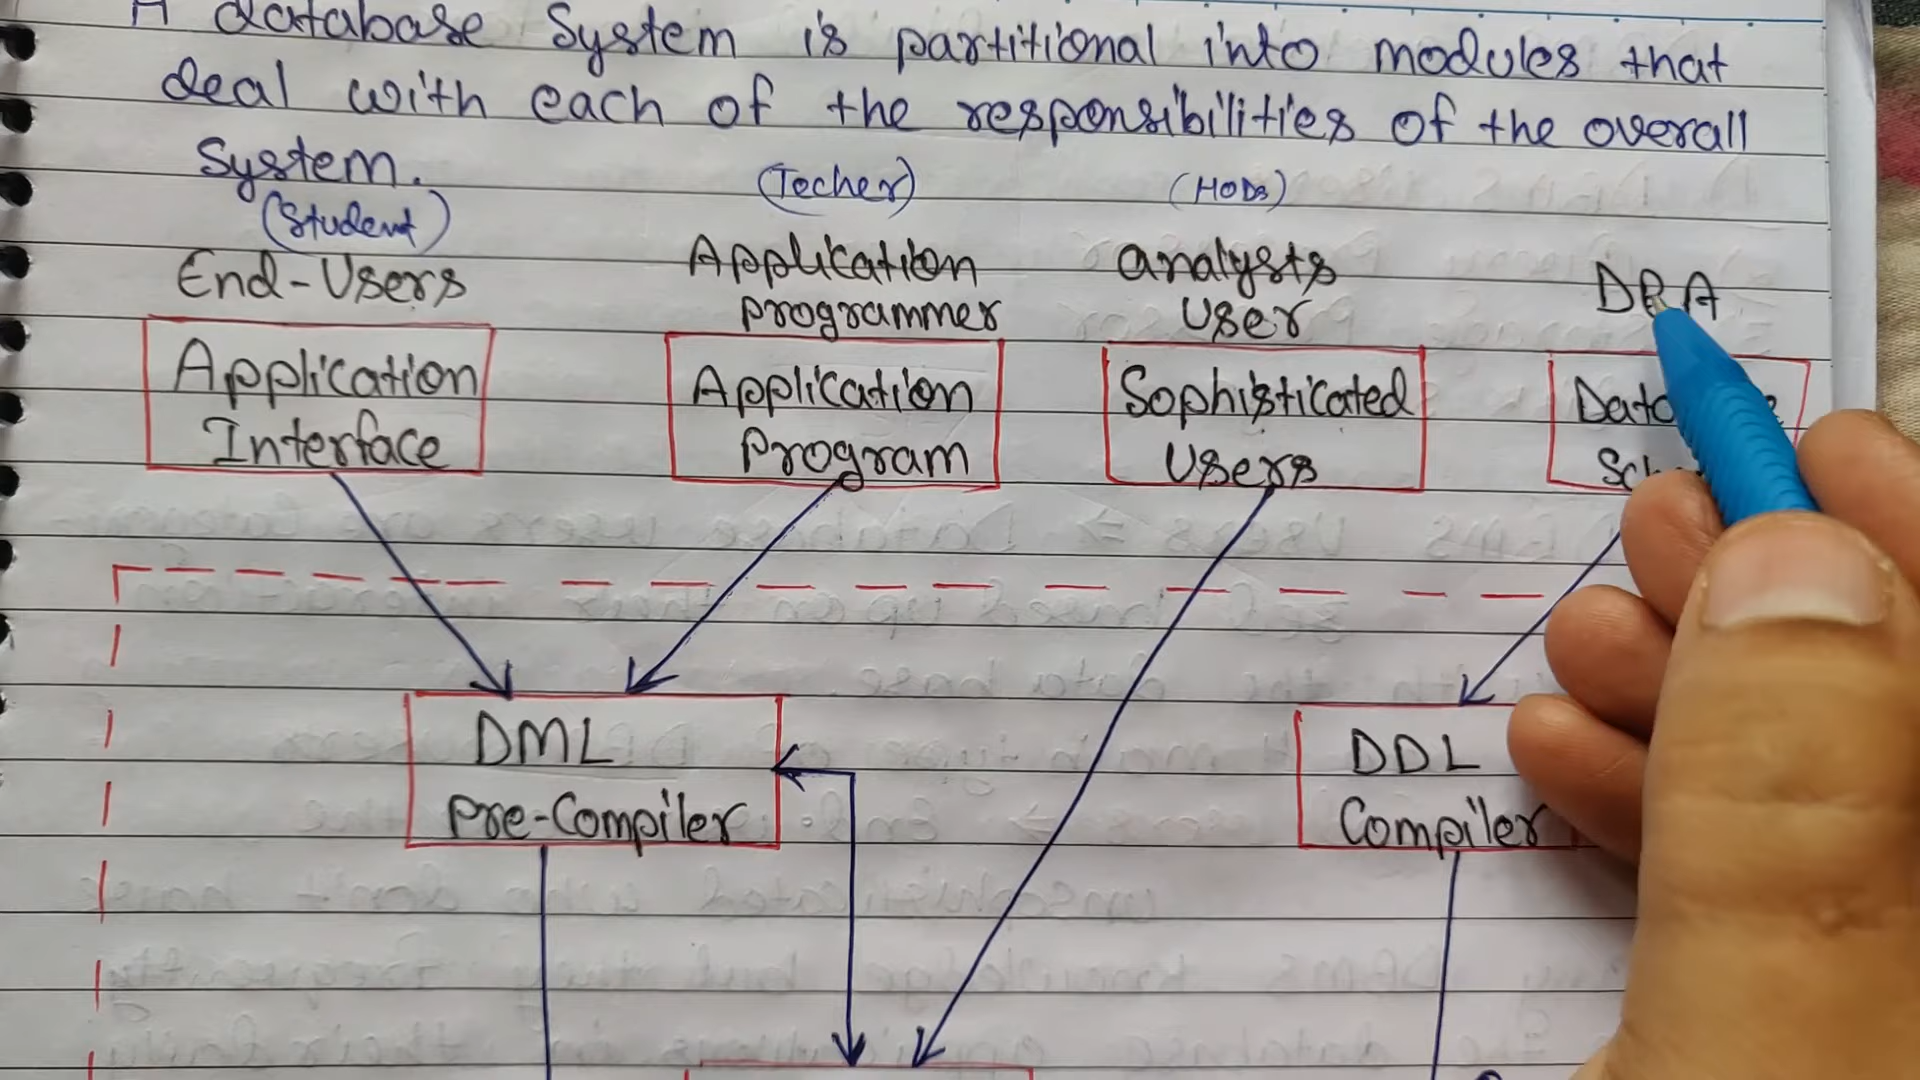 A database System is partitional into modules that
deal with each of the responsibilities of the overall
System.
(Student)
(Techer)
(HODs)
End-Users
Application
programmer
analysts
User
DBA
Application
Interface
Application
Program
Sophisticated
Users
DML
Pre-Compiler
DDL
Compiler